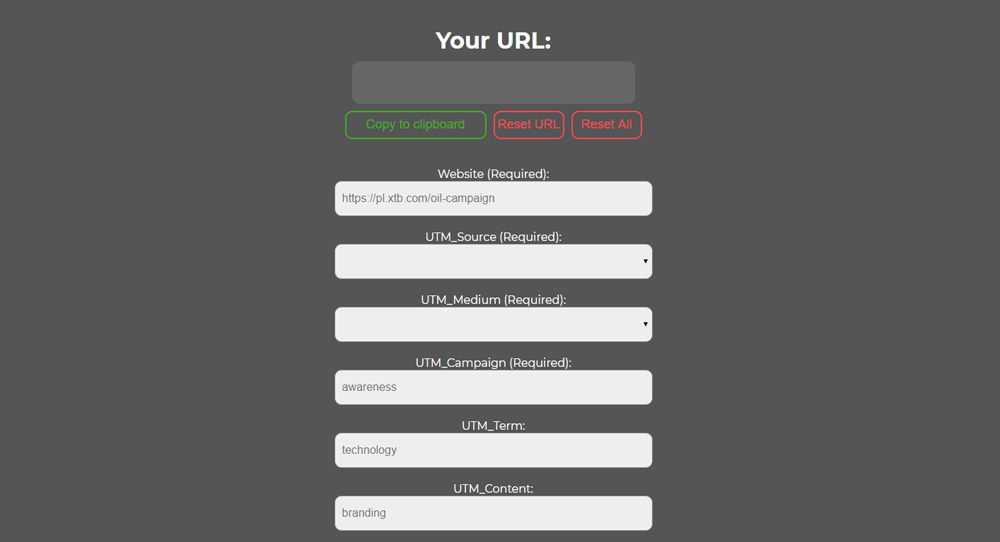 Your URL:
Copy to clipboard Reset URL Reset All
Website (Required):
https://pl.xtb.com/oil-campaign
UTM_Source (Required):
UTM_Medium (Required):
UTM_Campaign (Required):
awareness
UTM_Term:
technology
UTM_Content:
branding